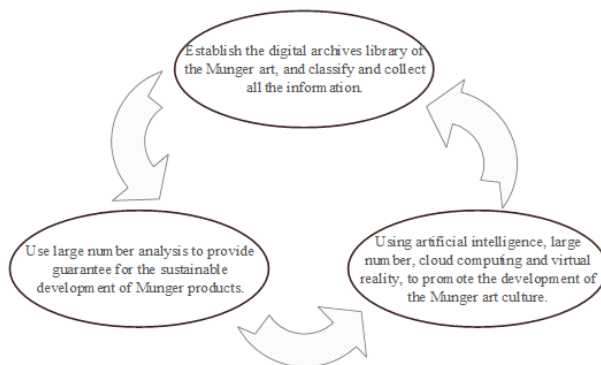 Establish the digital archives library of
the Munger art, and classify and collect
all the information.
Use large number analysis to provide
guarantee for the sustainable
development of Munger products.
Using artificial intelligence, large
number, cloud computing and virtual
reality, to promote the development of
the Munger art culture.